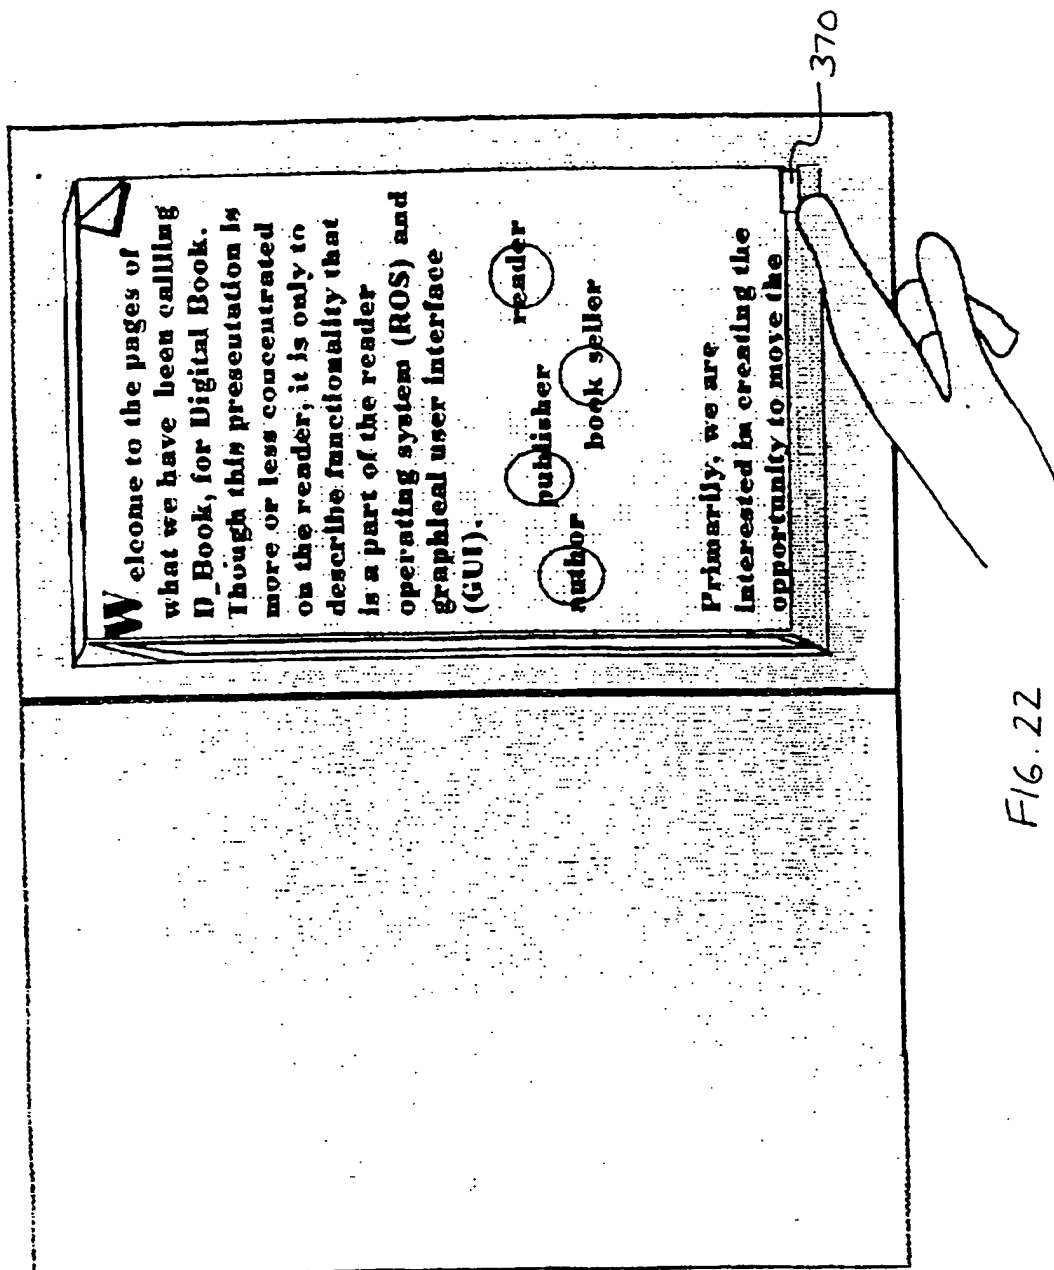 Welcome to the pages of
what we have been callling
D_Book, for Digital Book.
Though this presentation is
more or less concentrated
on the reader, it is only to
describe functionality that
is a part of the reader
operating system (ROS) and
graphical user interface
(GUI).
reader
publisher
author
book seller
Primarily, we are
interested in creating the
opportunity to move the
370
FIG. 22